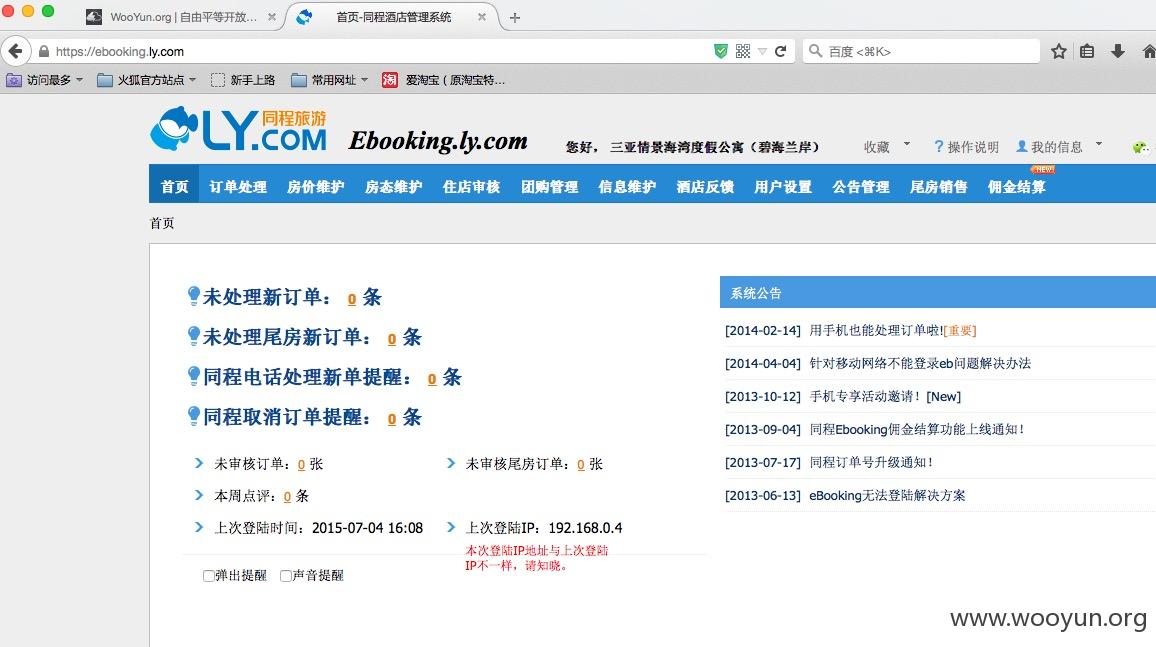 WooYun.org | 自由平等开放...
首页-同程酒店管理系统
https://ebooking.ly.com
百度 <⌘K>
访问最多
火狐官方站点
新手上路
常用网址
爱淘宝（原淘宝特...
LY.COM 同程旅游
Ebooking.ly.com
您好， 三亚情景海湾度假公寓（碧海兰岸）
收藏
? 操作说明
我的信息
首页 订单处理 房价维护 房态维护 住店审核 团购管理 信息维护 酒店反馈 用户设置 公告管理 尾房销售 佣金结算 NEW
首页
未处理新订单： 0 条
未处理尾房新订单： 0 条
同程电话处理新单提醒： 0 条
同程取消订单提醒： 0 条
未审核订单：0 张
未审核尾房订单：0 张
本周点评：0 条
上次登陆时间：2015-07-04 16:08
上次登陆IP：192.168.0.4
本次登陆IP地址与上次登陆
IP不一样，请知晓。
弹出提醒 声音提醒
系统公告
[2014-02-14] 用手机也能处理订单啦![重要]
[2014-04-04] 针对移动网络不能登录eb问题解决办法
[2013-10-12] 手机专享活动邀请！[New]
[2013-09-04] 同程Ebooking佣金结算功能上线通知！
[2013-07-17] 同程订单号升级通知！
[2013-06-13] eBooking无法登陆解决方案
www.wooyun.org